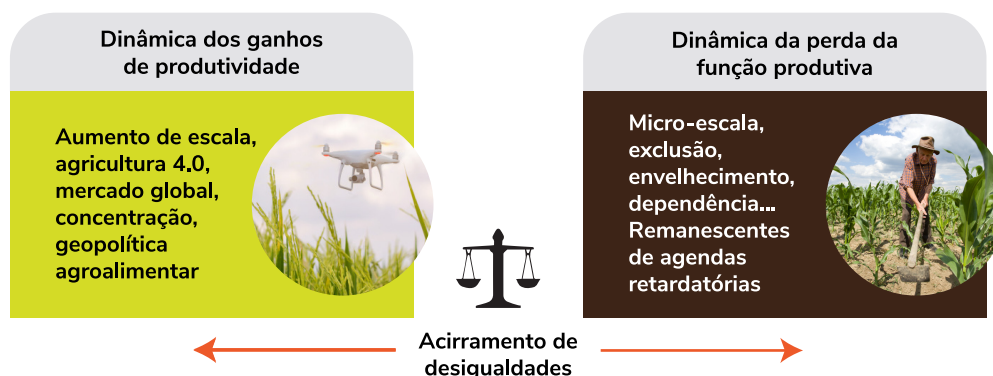 Dinâmica dos ganhos
de produtividade
Aumento de escala,
agricultura 4.0,
mercado global,
concentração,
geopolítica
agroalimentar
Dinâmica da perda da
função produtiva
Micro-escala,
exclusão,
envelhecimento,
dependência...
Remanescentes
de agendas
retardatórias
Acirramento de
desigualdades